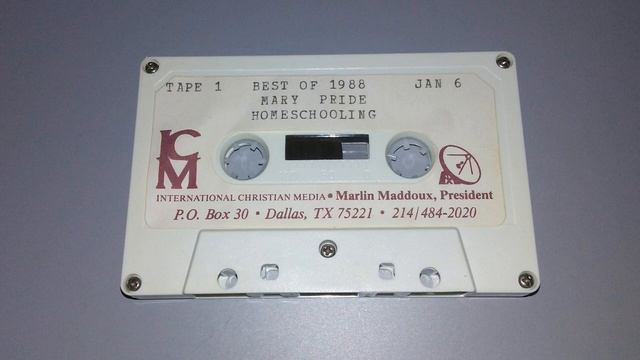 TAPE 1 BEST OF 1988 JAN 6
MARY PRIDE
HOMESCHOOLING
ICM
INTERNATIONAL CHRISTIAN MEDIA • Marlin Maddoux, President
P.O. Box 30 • Dallas, TX 75221 • 214/484-2020